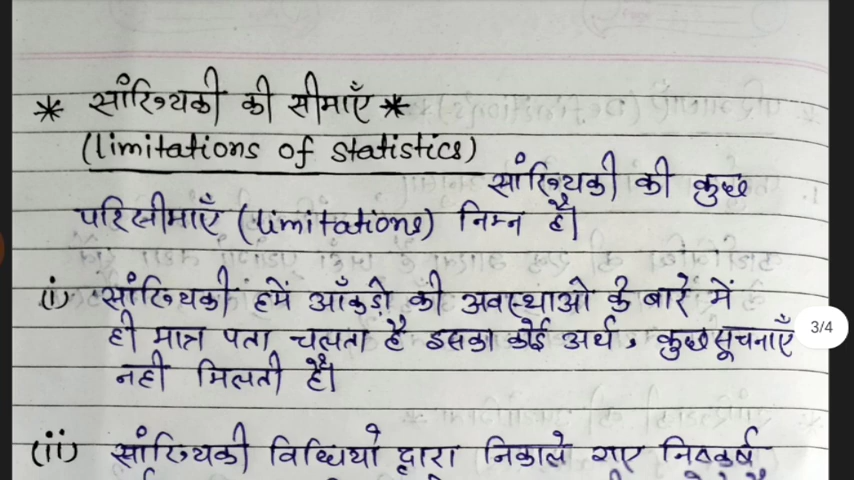 * सांख्यिकी की सीमाएँ *
(limitations of statistics)
सांख्यिकी की कुछ
परिसीमाएँ (limitations) निम्न है।
(i) सांख्यिकी हमें आँकडो की अवस्थाओ के बारें में
ही मात्र पता चलता है इसका कोई अर्थ, कुछ सूचनाएँ
3/4
नही मिलती है।
(ii) सांख्यिकी विधियो द्वारा निकाले गए निष्कर्ष